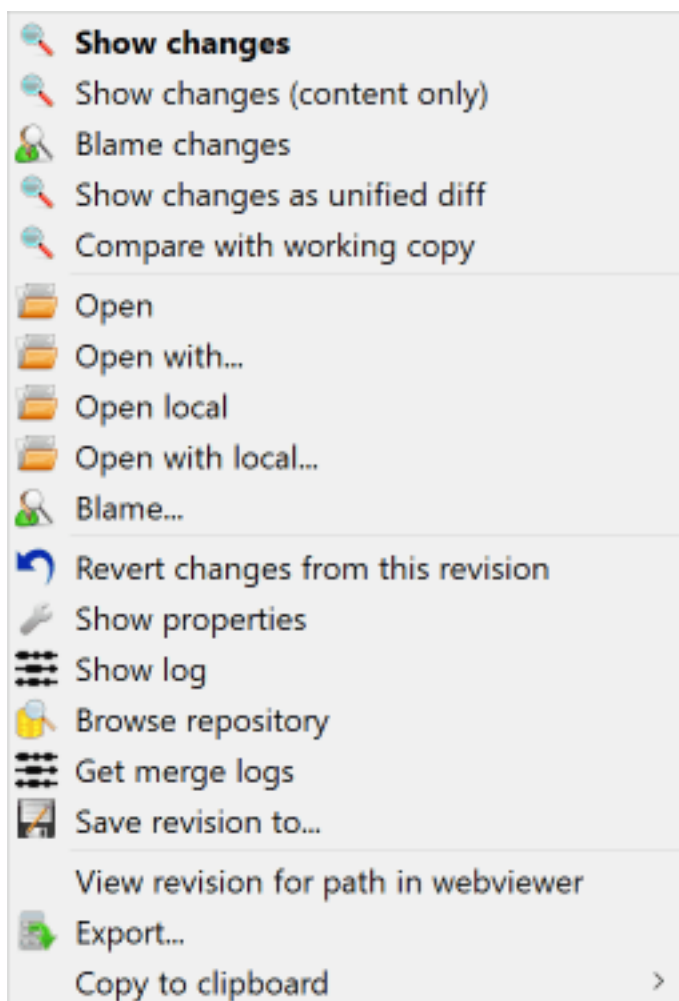 Show changes
Show changes (content only)
Blame changes
Show changes as unified diff
Compare with working copy
Open
Open with...
Open local
Open with local...
Blame...
Revert changes from this revision
Show properties
Show log
Browse repository
Get merge logs
Save revision to...
View revision for path in webviewer
Export...
Copy to clipboard